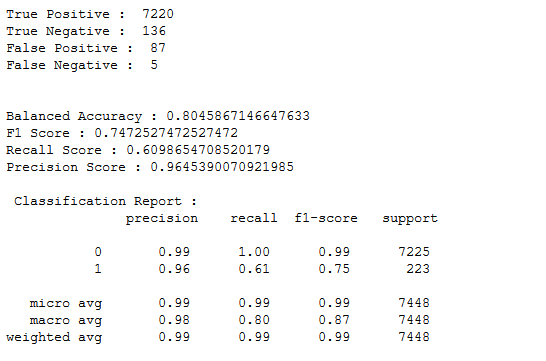 True Positive :  7220
True Negative :  136
False Positive :  87
False Negative :  5
Balanced Accuracy : 0.8045867146647633
F1 Score : 0.7472527472527472
Recall Score : 0.6098654708520179
Precision Score : 0.9645390070921985
Classification Report :
precision    recall  f1-score   support
0       0.99      1.00      0.99      7225
1       0.96      0.61      0.75       223
micro avg       0.99      0.99      0.99      7448
macro avg       0.98      0.80      0.87      7448
weighted avg       0.99      0.99      0.99      7448